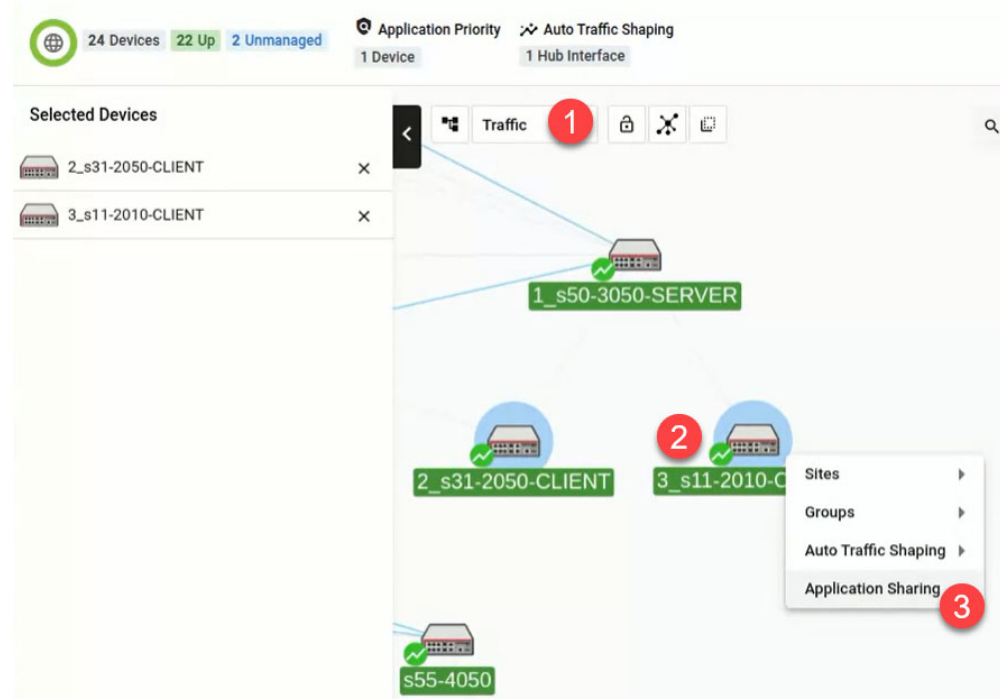 24 Devices 22 Up 2 Unmanaged
Application Priority
1 Device
Auto Traffic Shaping
1 Hub Interface
Selected Devices
2_s31-2050-CLIENT
3_s11-2010-CLIENT
Traffic
1
1_s50-3050-SERVER
2_s31-2050-CLIENT
2
3_s11-2010-C
Sites
Groups
Auto Traffic Shaping
Application Sharing
3
s55-4050